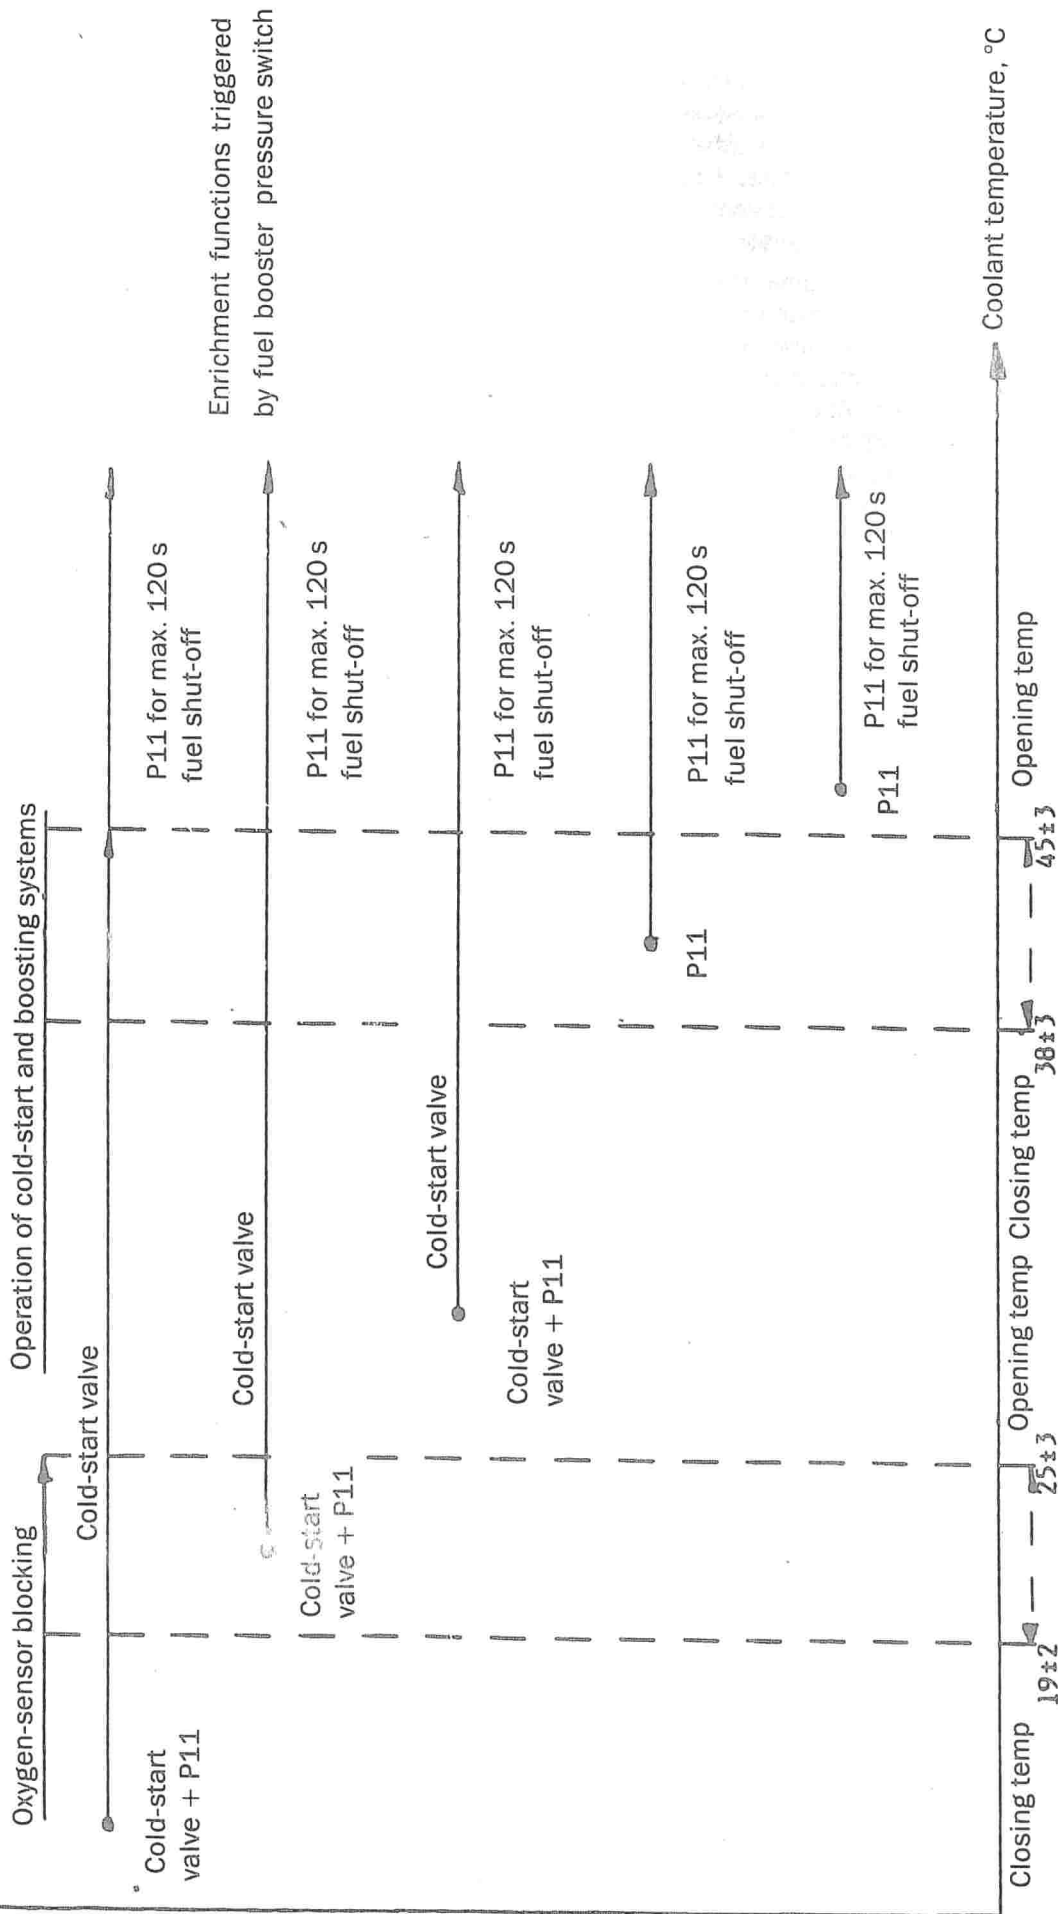 Oxygen-sensor blocking
Operation of cold-start and boosting systems
Enrichment functions triggered
by fuel booster pressure switch
Cold-start valve
Cold-start
valve + P11
P11 for max. 120 s
fuel shut-off
Cold-start valve
Cold-start
valve + P11
P11 for max. 120 s
fuel shut-off
Cold-start valve
Cold-start
valve + P11
P11 for max. 120 s
fuel shut-off
P11
P11 for max. 120 s
fuel shut-off
P11
P11 for max. 120 s
fuel shut-off
Coolant temperature, °C
Closing temp
Opening temp
Closing temp
Opening temp
19±2
25±3
38±3
45±3